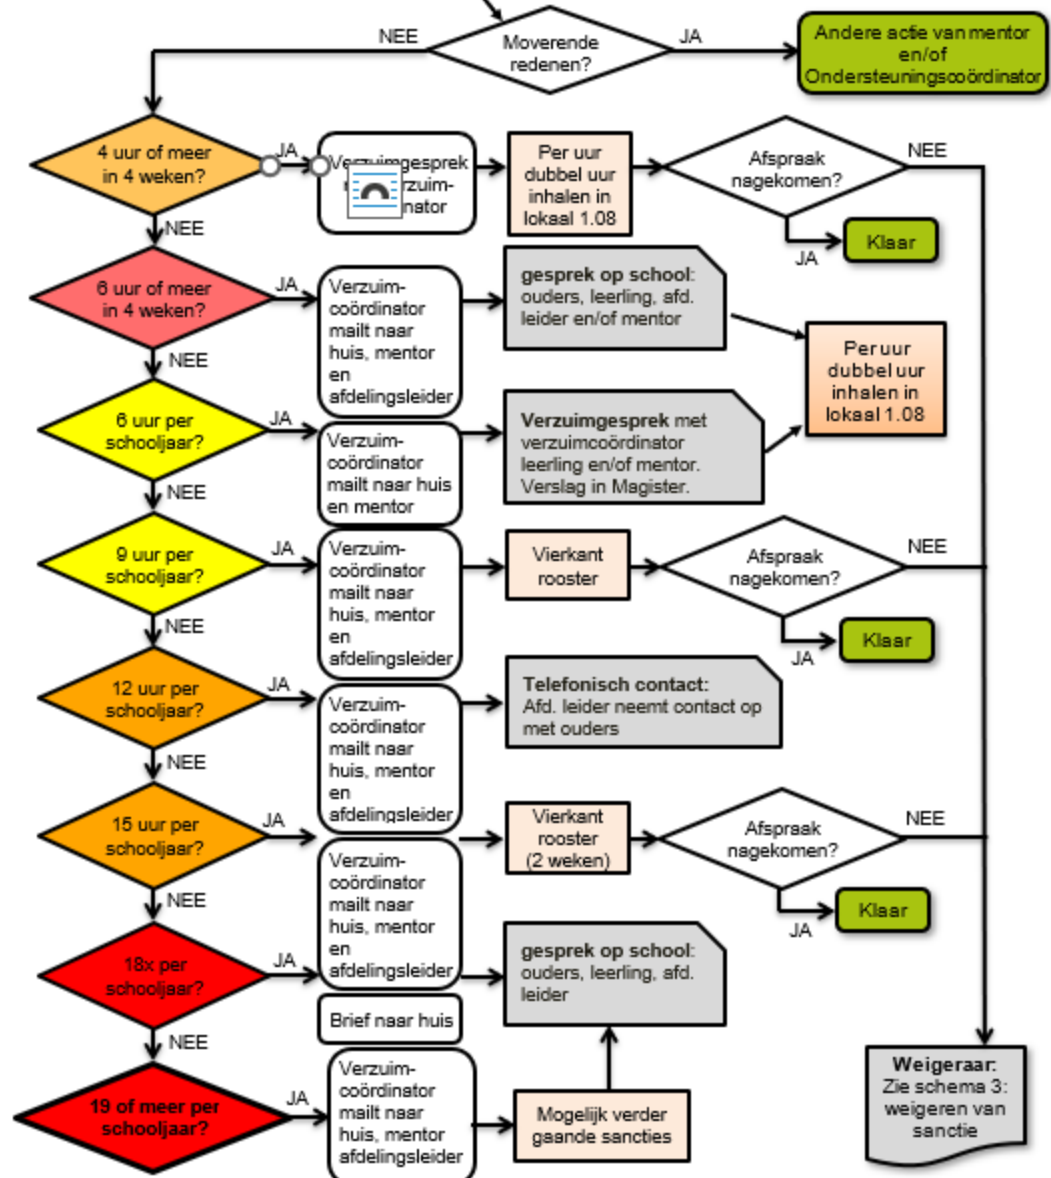 NEE
Moverende
redenen?
JA
Andere actie van mentor
en/of
Ondersteuningscoördinator
4 uur of meer
in 4 weken?
JA
Verzuimgesprek
rzuim-
nator
Per uur
dubbel uur
inhalen in
lokaal 1.08
Afspraak
nagekomen?
NEE
JA
Klaar
NEE
6 uur of meer
in 4 weken?
JA
Verzuim-
coördinator
mailt naar
huis, mentor
en
afdelingsleider
gesprek op school:
ouders, leerling, afd.
leider en/of mentor
Per uur
dubbel uur
inhalen in
lokaal 1.08
NEE
6 uur per
schooljaar?
JA
Verzuim-
coördinator
mailt naar huis
en mentor
Verzuimgesprek met
verzuimcoördinator
leerling en/of mentor.
Verslag in Magister.
NEE
9 uur per
schooljaar?
JA
Verzuim-
coördinator
mailt naar
huis, mentor
en
afdelingsleider
Vierkant
rooster
Afspraak
nagekomen?
NEE
JA
Klaar
NEE
12 uur per
schooljaar?
JA
Verzuim-
coördinator
mailt naar
huis, mentor
en
afdelingsleider
Telefonisch contact:
Afd. leider neemt contact op
met ouders
NEE
15 uur per
schooljaar?
JA
Verzuim-
coördinator
mailt naar
huis, mentor
en
afdelingsleider
Vierkant
rooster
(2 weken)
Afspraak
nagekomen?
NEE
JA
Klaar
NEE
18x per
schooljaar?
JA
Brief naar huis
gesprek op school:
ouders, leerling, afd.
leider
NEE
19 of meer per
schooljaar?
JA
Verzuim-
coördinator
mailt naar
huis, mentor
afdelingsleider
Mogelijk verder
gaande sancties
Weigeraar:
Zie schema 3:
weigeren van
sanctie